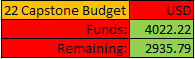 22 Capstone Budget USD
Funds: 4022.22
Remaining: 2935.79